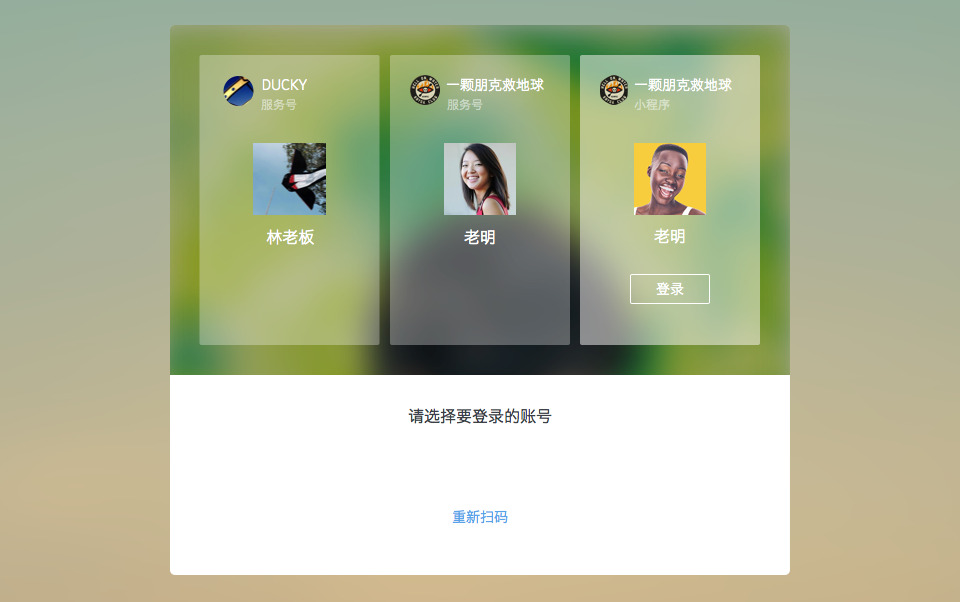 DUCKY
服务号
林老板
一颗朋克救地球
服务号
老明
一颗朋克救地球
小程序
老明
登录
请选择要登录的账号
重新扫码